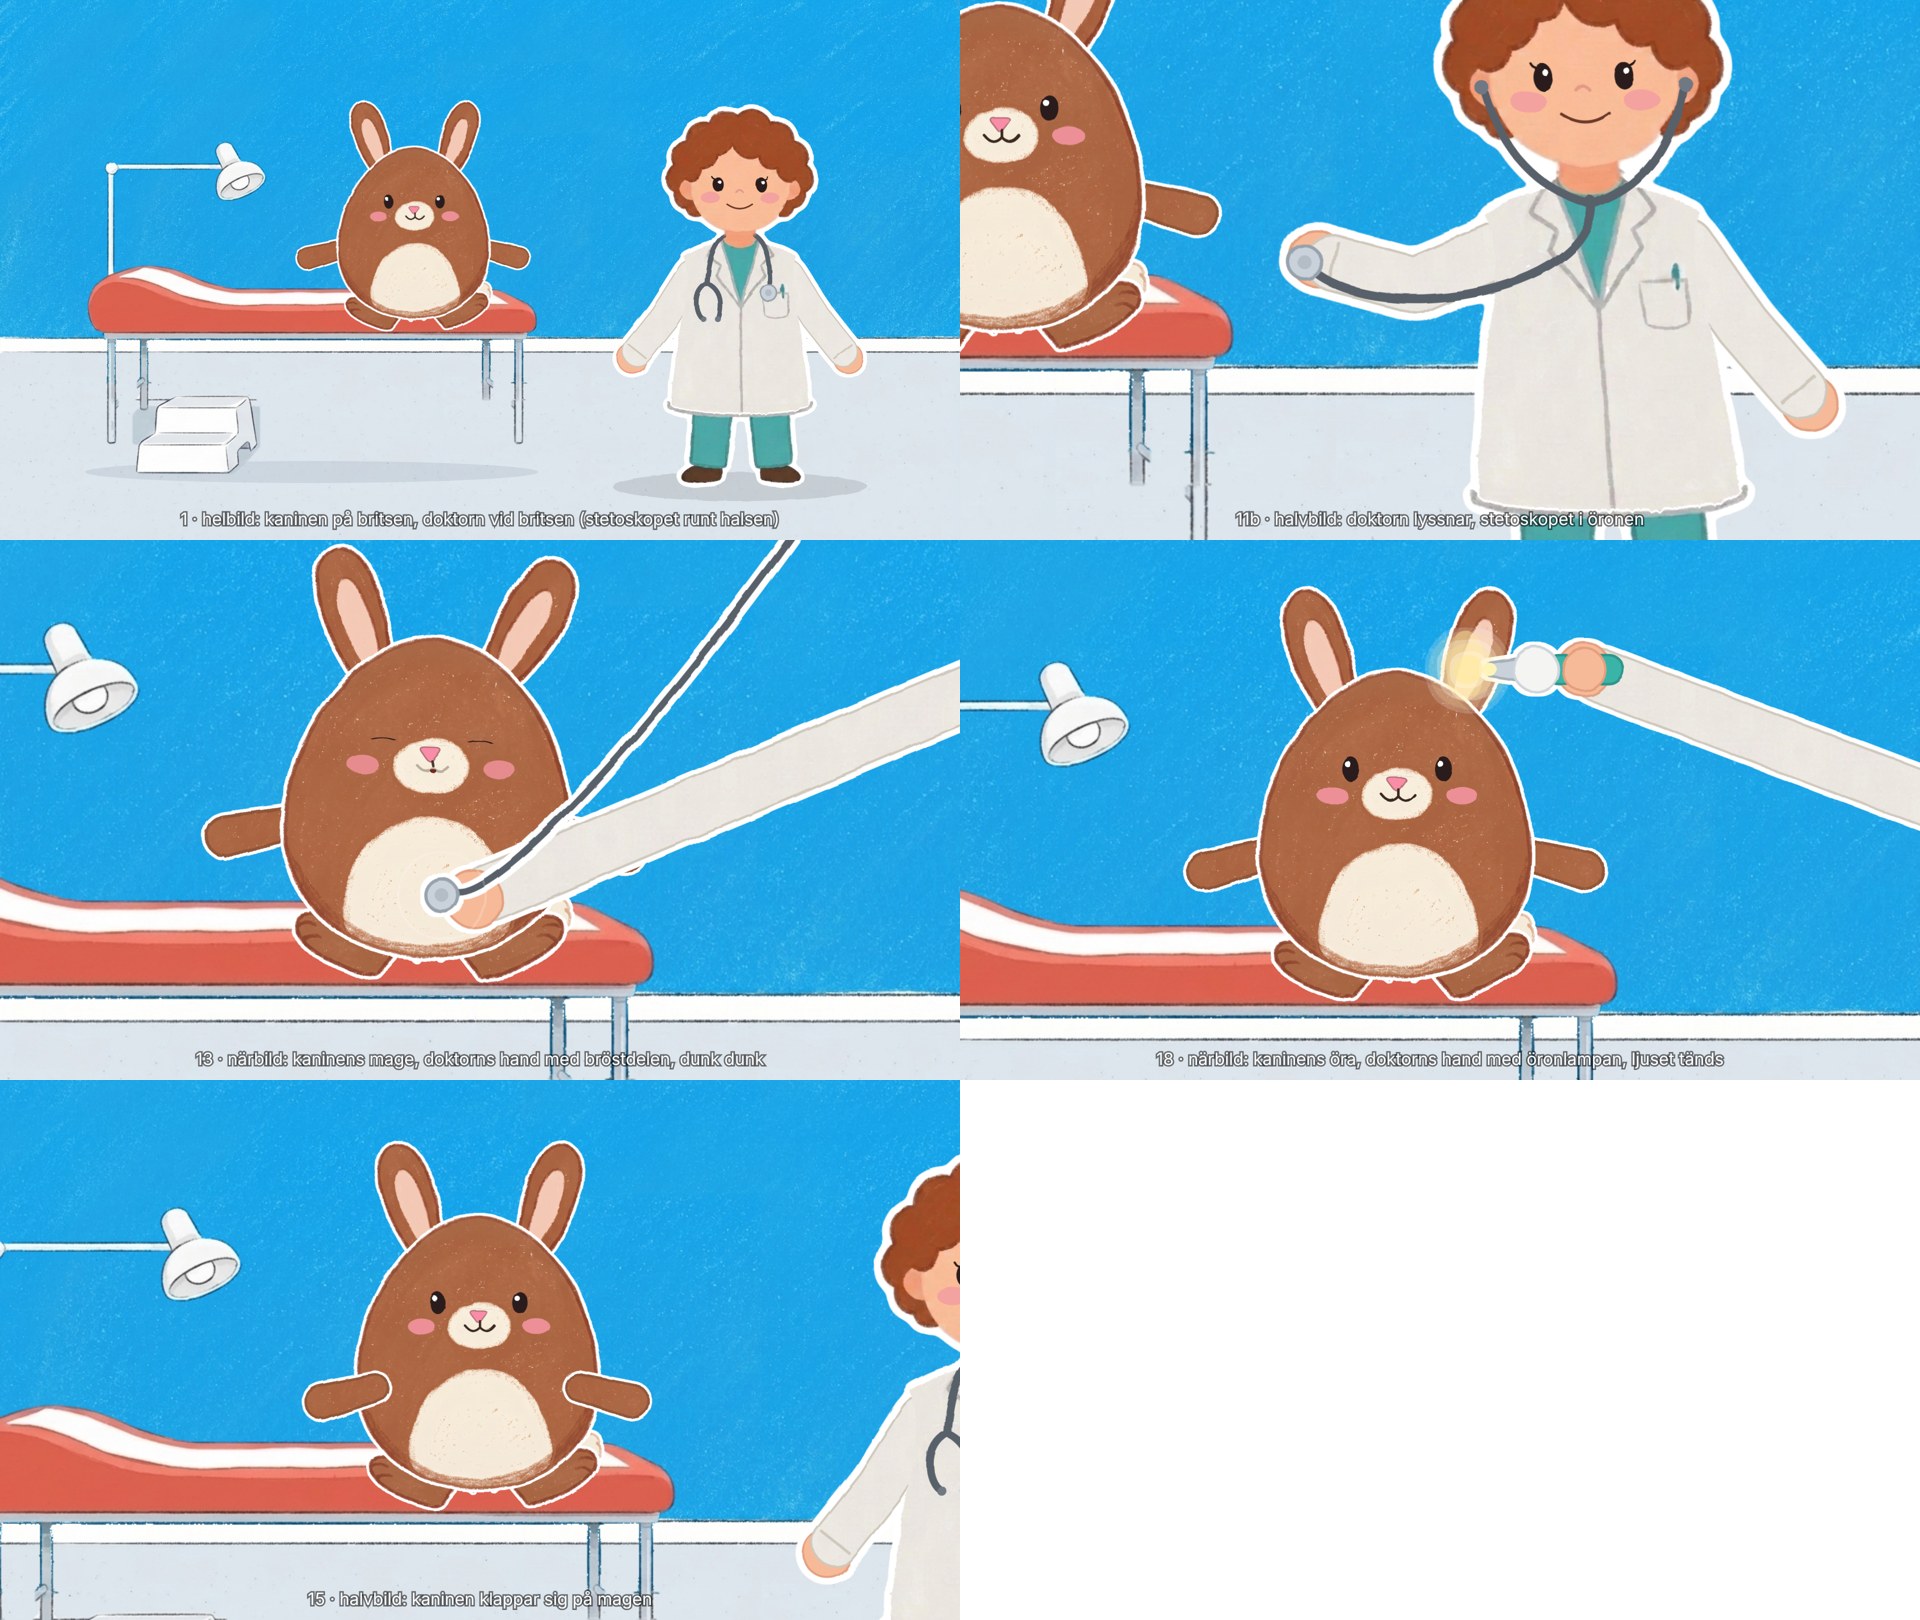 1 · helbild: kaninen på britsen, doktorn vid britsen (stetoskopet runt halsen)
11b · halvbild: doktorn lyssnar, stetoskopet i öronen
13 · närbild: kaninens mage, doktorns hand med bröstdelen, dunk dunk
18 · närbild: kaninens öra, doktorns hand med öronlampan, ljuset tänds
15 · halvbild: kaninen klappar sig på magen